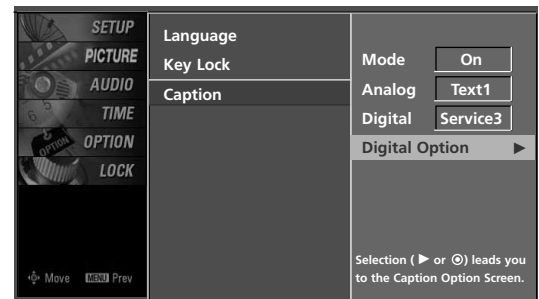 SETUP
PICTURE
AUDIO
TIME
OPTION
LOCK
Move MENU Prev
Language
Key Lock
Caption
Mode On
Analog Text1
Digital Service3
Digital Option ▶
Selection ( ▶ or ◉) leads you
to the Caption Option Screen.